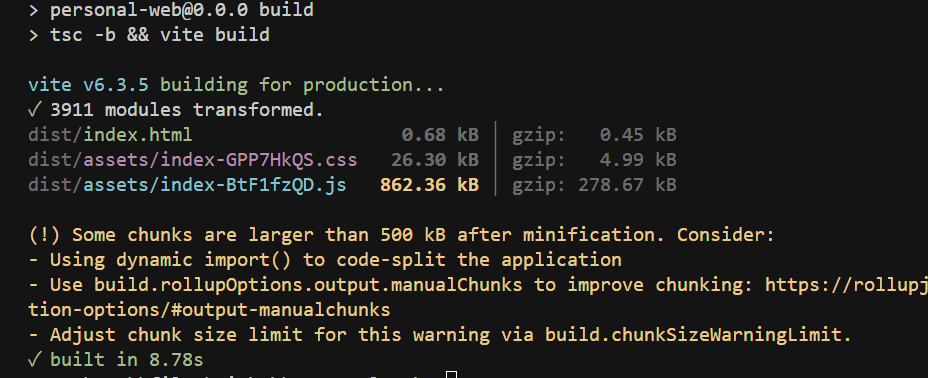 > personal-web@0.0.0 build
> tsc -b && vite build
vite v6.3.5 building for production...
✓ 3911 modules transformed.
dist/index.html 0.68 kB │ gzip: 0.45 kB
dist/assets/index-GPP7HkQS.css 26.30 kB │ gzip: 4.99 kB
dist/assets/index-BtF1fzQD.js 862.36 kB │ gzip: 278.67 kB
(!) Some chunks are larger than 500 kB after minification. Consider:
- Using dynamic import() to code-split the application
- Use build.rollupOptions.output.manualChunks to improve chunking: https://rollupj
tion-options/#output-manualchunks
- Adjust chunk size limit for this warning via build.chunkSizeWarningLimit.
✓ built in 8.78s